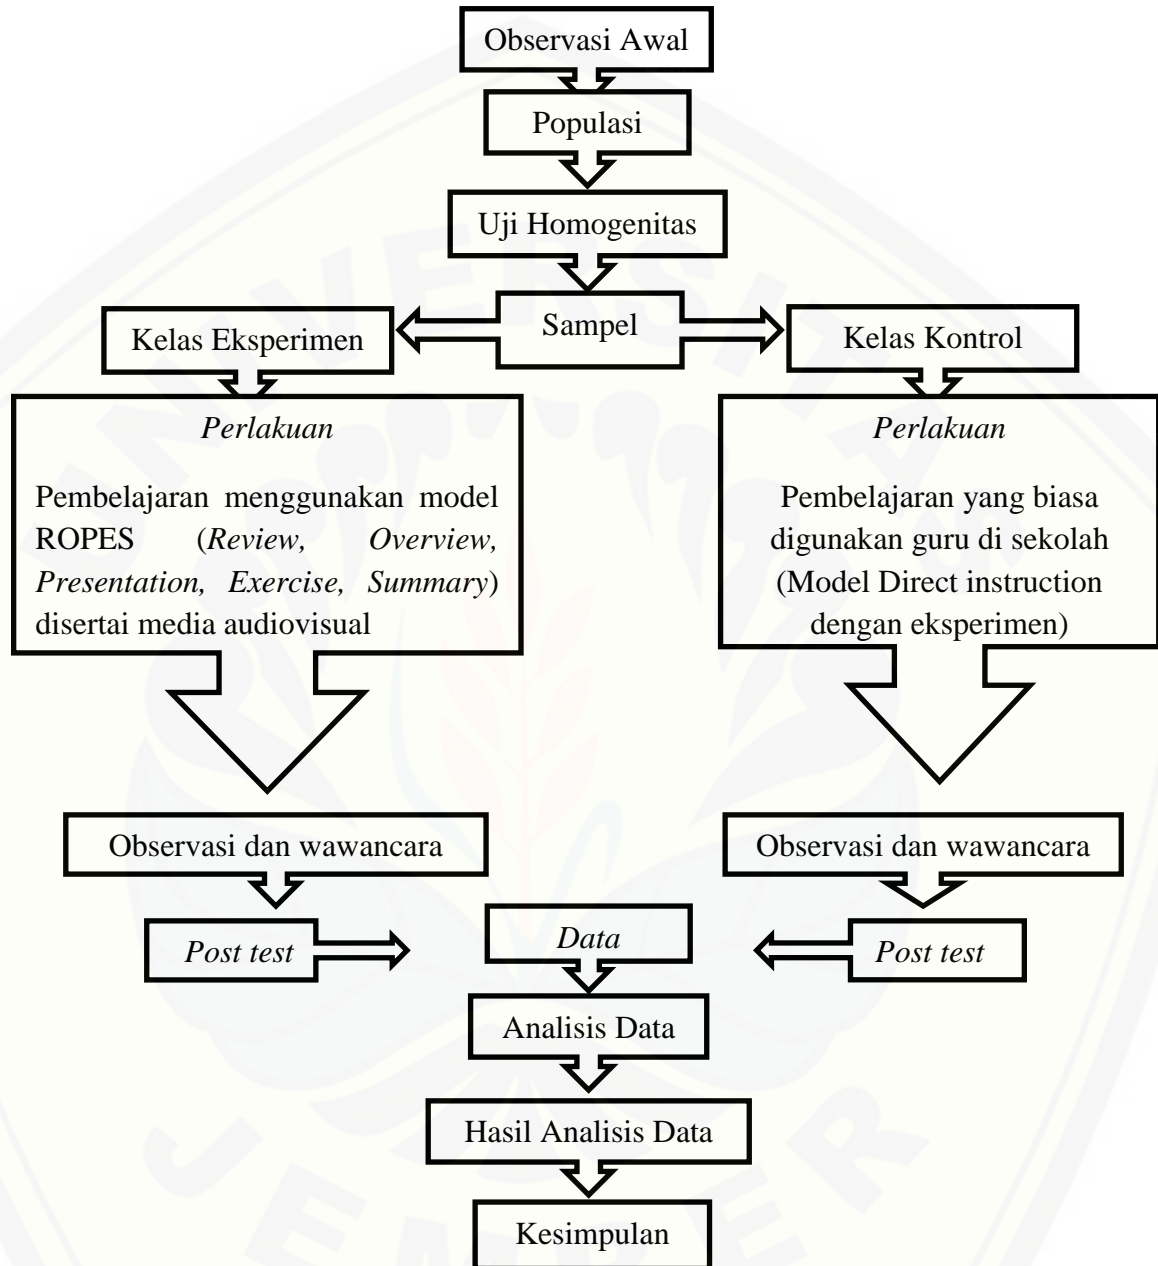 Observasi Awal
Populasi
Uji Homogenitas
Sampel
Kelas Eksperimen
Kelas Kontrol
Perlakuan
Pembelajaran menggunakan model
ROPES (Review, Overview,
Presentation, Exercise, Summary)
disertai media audiovisual
Perlakuan
Pembelajaran yang biasa
digunakan guru di sekolah
(Model Direct instruction
dengan eksperimen)
Observasi dan wawancara
Observasi dan wawancara
Post test
Data
Post test
Analisis Data
Hasil Analisis Data
Kesimpulan
UNIVERSITAS
JEMBER